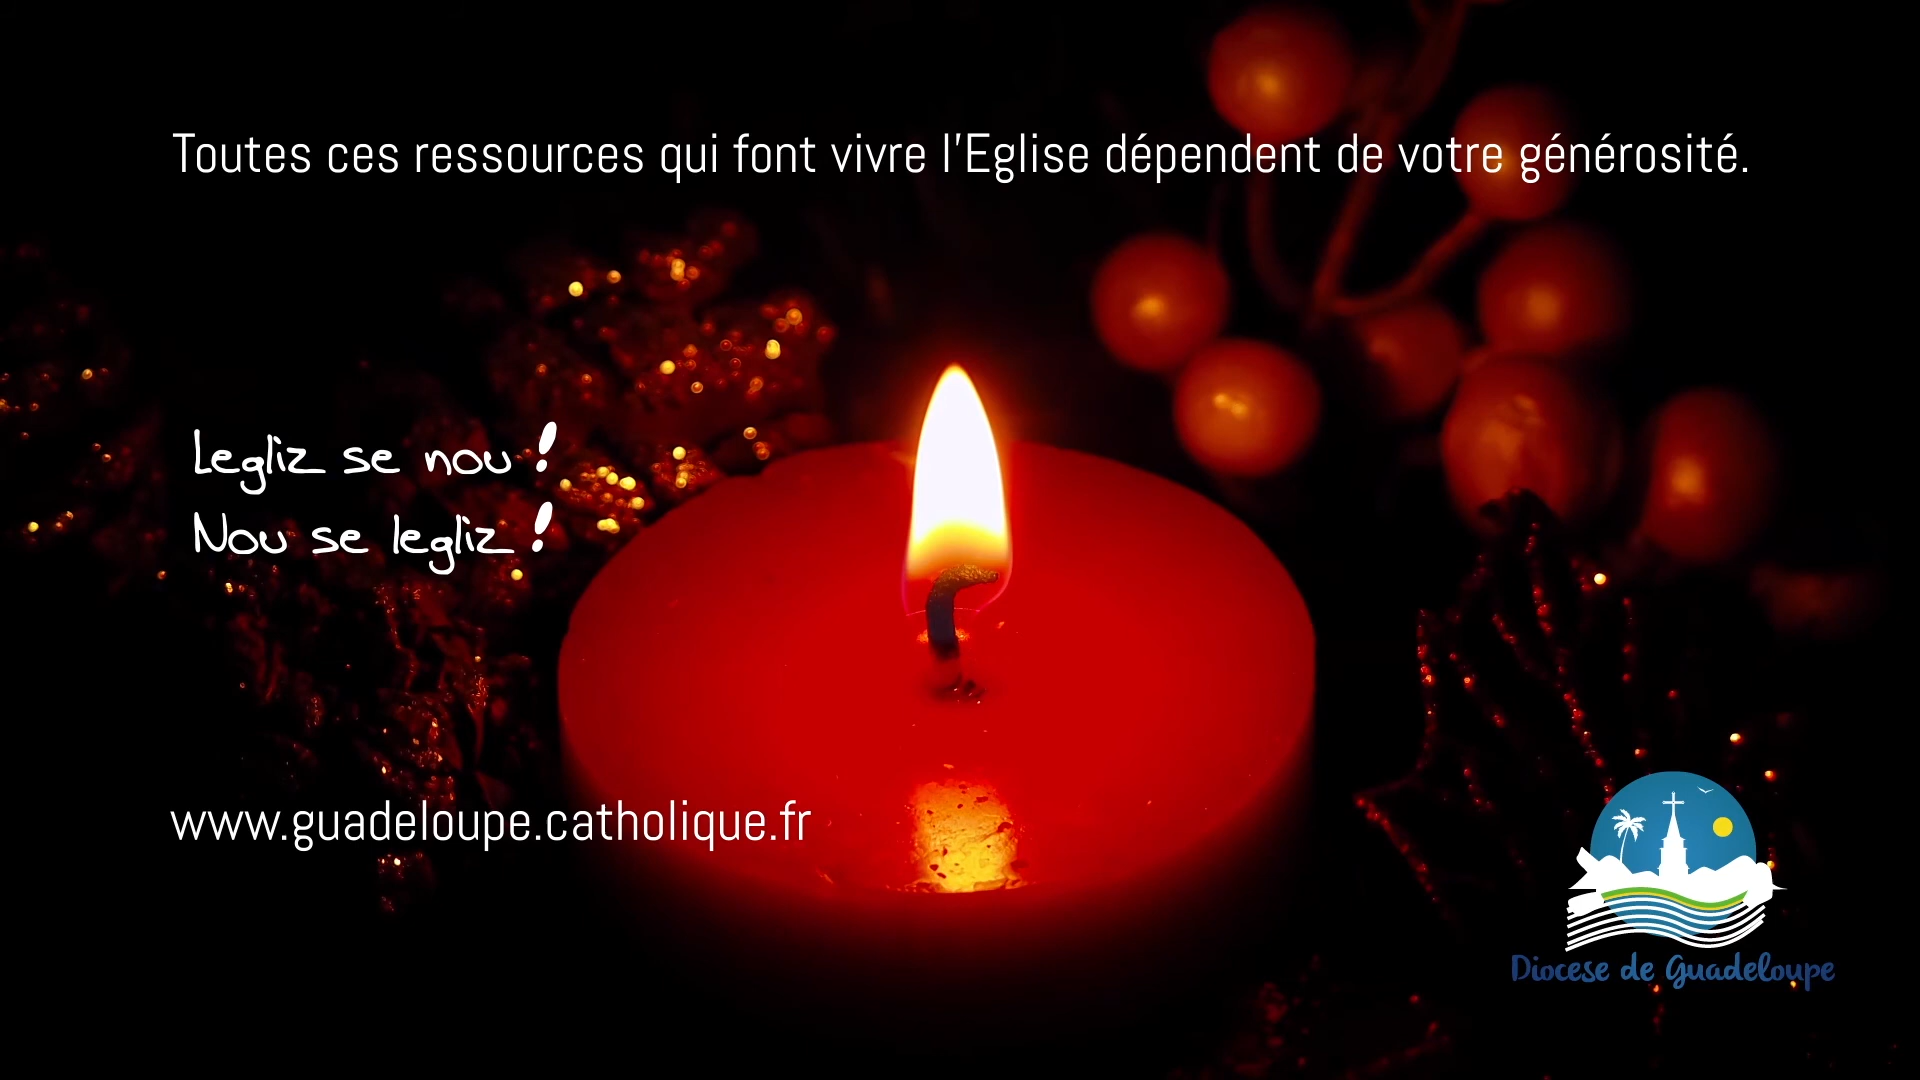 Toutes ces ressources qui font vivre l'Eglise dépendent de votre générosité.
Legliz se nou !
Nou se legliz !
www.guadeloupe.catholique.fr
Diocese de Guadeloupe